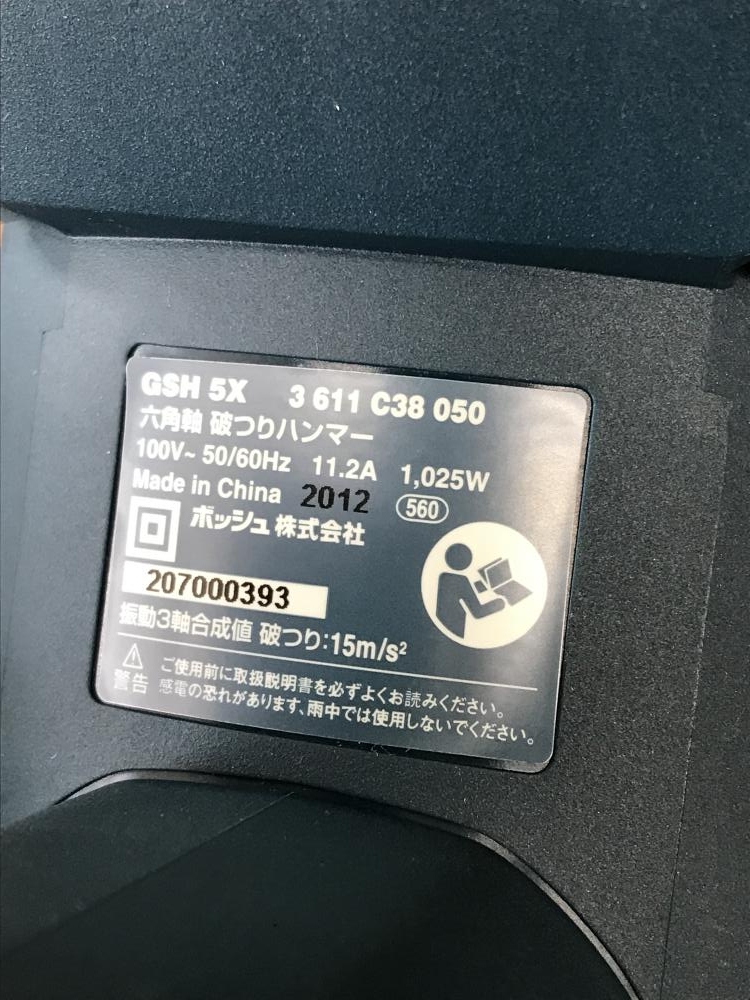 GSH 5X 3 611 C38 050
六角軸 破つりハンマー
100V~ 50/60Hz 11.2A 1,025W
Made in China 2012 560
ボッシュ株式会社
207000393
振動3軸合成値 破つり:15m/s²
警告 ご使用前に取扱説明書を必ずよくお読みください。
感電の恐れがあります、雨中では使用しないでください。